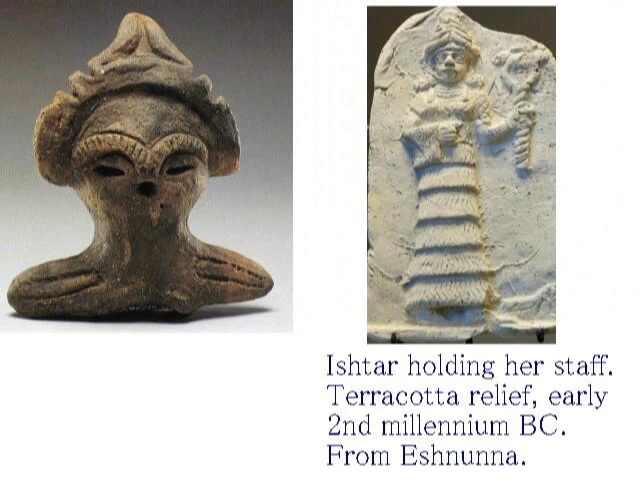 Ishtar holding her staff.
Terracotta relief, early
2nd millennium BC.
From Eshnunna.